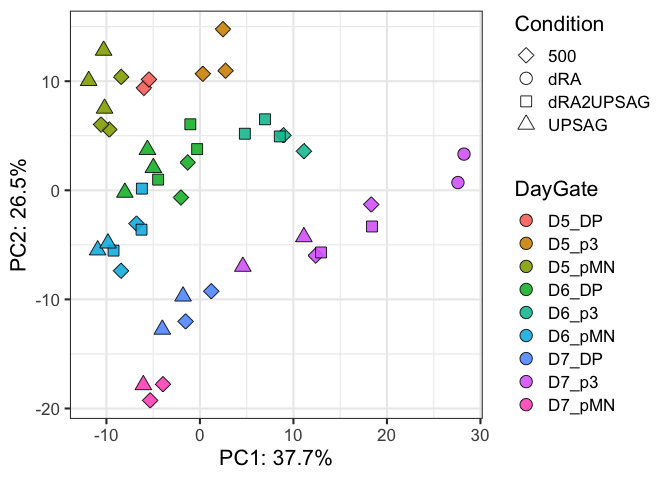 Condition
500
dRA
dRA2UPSAG
UPSAG
DayGate
D5_DP
D5_p3
D5_pMN
D6_DP
D6_p3
D6_pMN
D7_DP
D7_p3
D7_pMN
PC2: 26.5%
10
0
-10
-20
-10
0
10
20
30
PC1: 37.7%